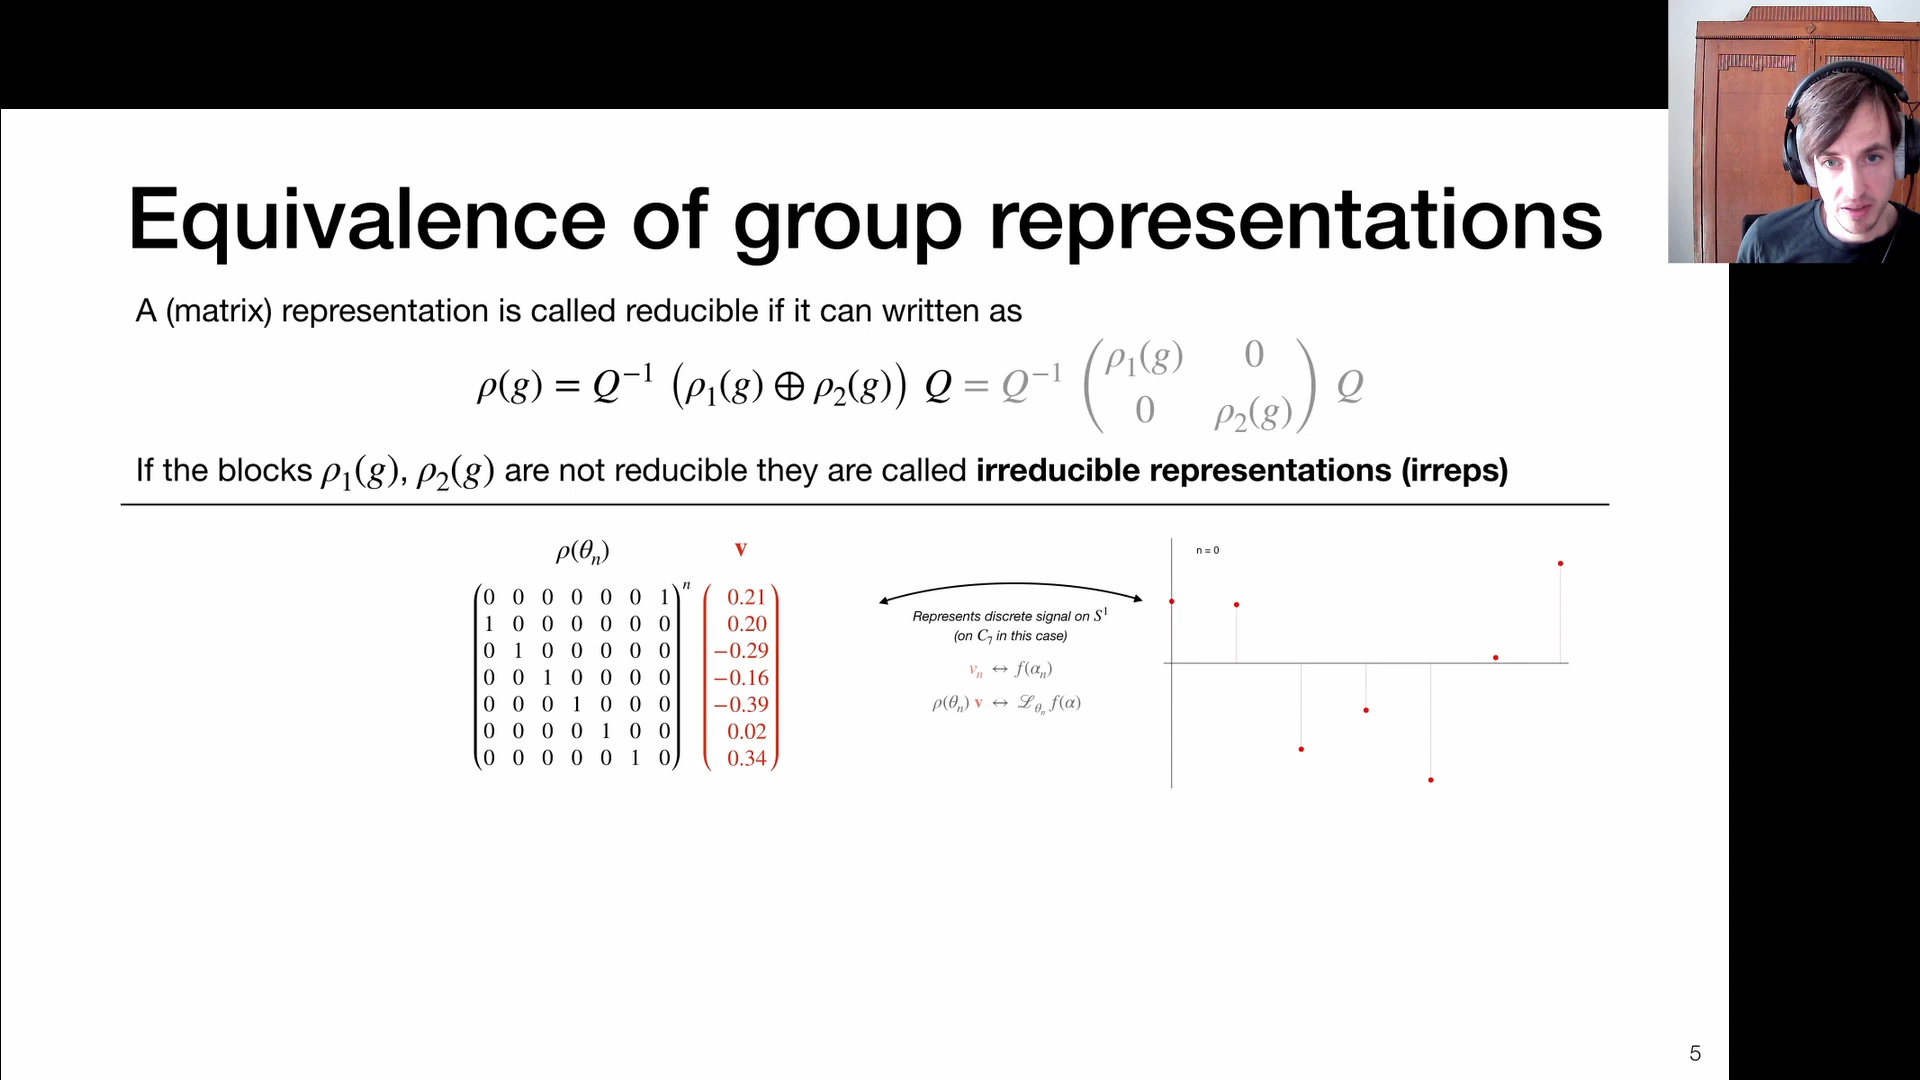 Equivalence of group representations
A (matrix) representation is called reducible if it can written as
ρ(g) = Q⁻¹ (ρ₁(g) ⊕ ρ₂(g)) Q = Q⁻¹ (ρ₁(g) 0
0 ρ₂(g)) Q
If the blocks ρ₁(g), ρ₂(g) are not reducible they are called irreducible representations (irreps)
ρ(θₙ) v
(0 0 0 0 0 0 1)ⁿ (0.21)
1 0 0 0 0 0 0 0.20
0 1 0 0 0 0 0 −0.29
0 0 1 0 0 0 0 −0.16
0 0 0 1 0 0 0 −0.39
0 0 0 0 1 0 0 0.02
0 0 0 0 0 1 0 0.34
Represents discrete signal on S¹
(on C₇ in this case)
vₙ ↔ f(αₙ)
ρ(θₙ) v ↔ ℒ_θₙ f(α)
n = 0
5